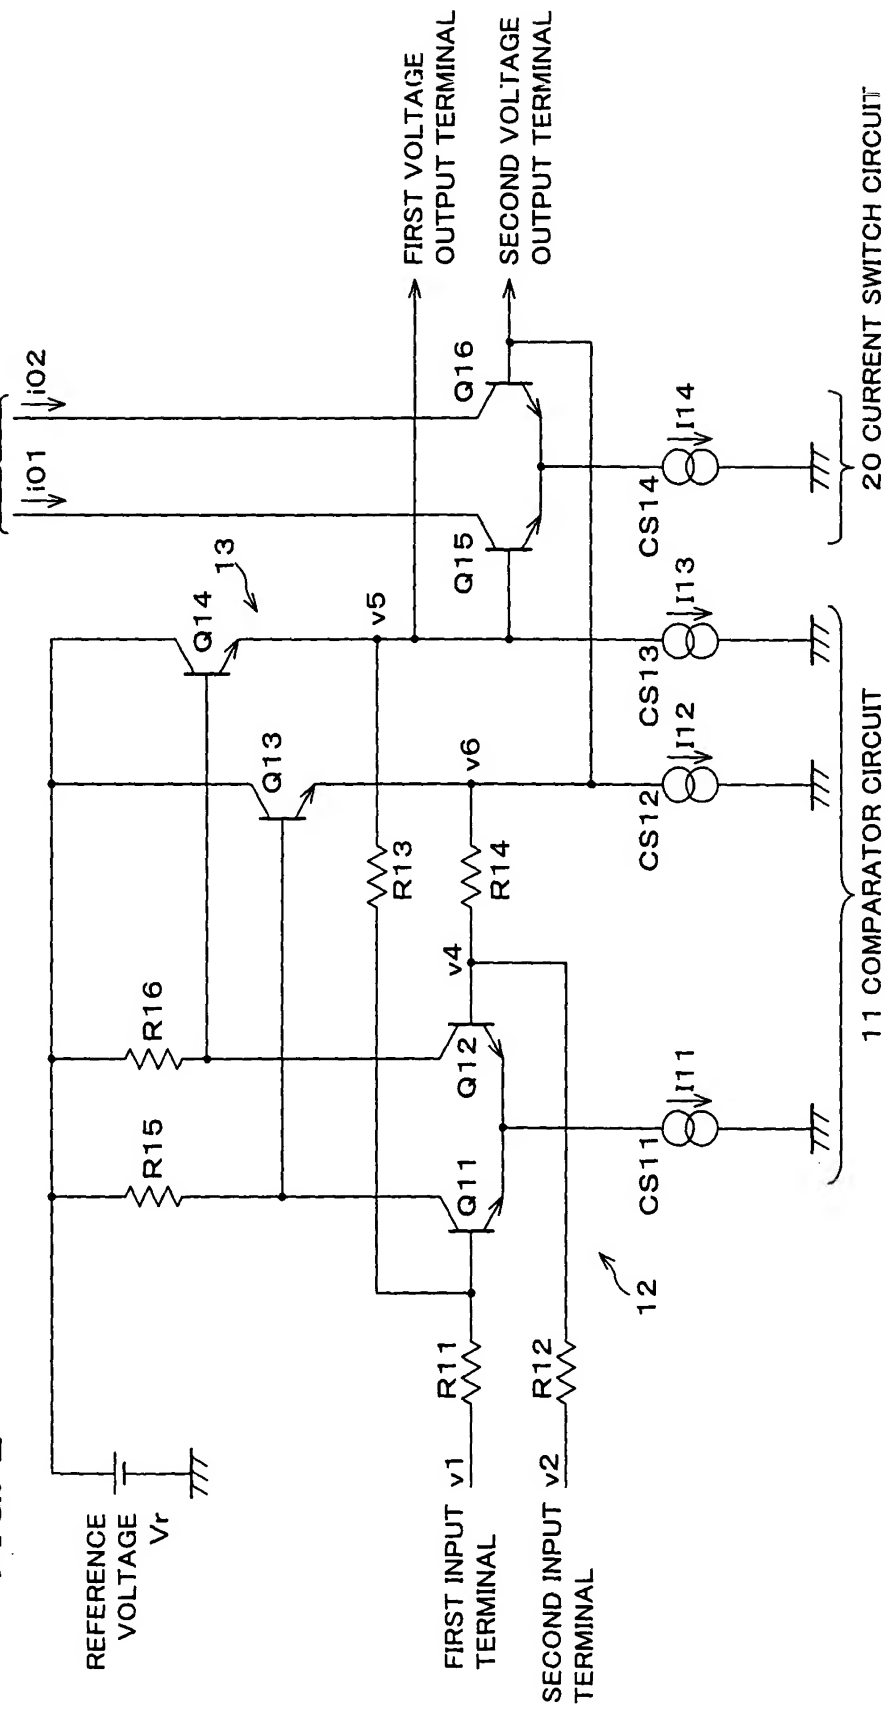 REFERENCE
VOLTAGE
Vr
R15
R16
Q14
13
i01
i02
Q13
v5
FIRST VOLTAGE
OUTPUT TERMINAL
SECOND VOLTAGE
OUTPUT TERMINAL
R13
v6
R14
v4
Q15
Q16
Q11
Q12
FIRST INPUT
TERMINAL
v1
R11
SECOND INPUT
TERMINAL
v2
R12
12
CS11
I11
CS12
I12
CS13
I13
CS14
I14
11 COMPARATOR CIRCUIT
20 CURRENT SWITCH CIRCUIT